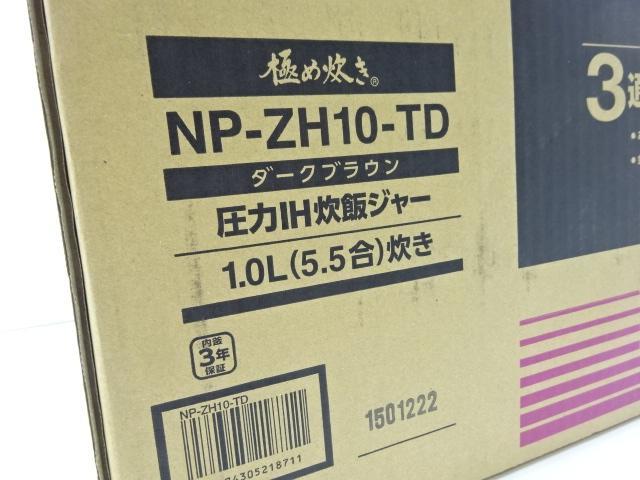 極め炊き®
NP-ZH10-TD
ダークブラウン
圧力IH炊飯ジャー
1.0L(5.5合)炊き
3
内釜
3年
保証
NP-ZH10-TD
1501222
4305218711